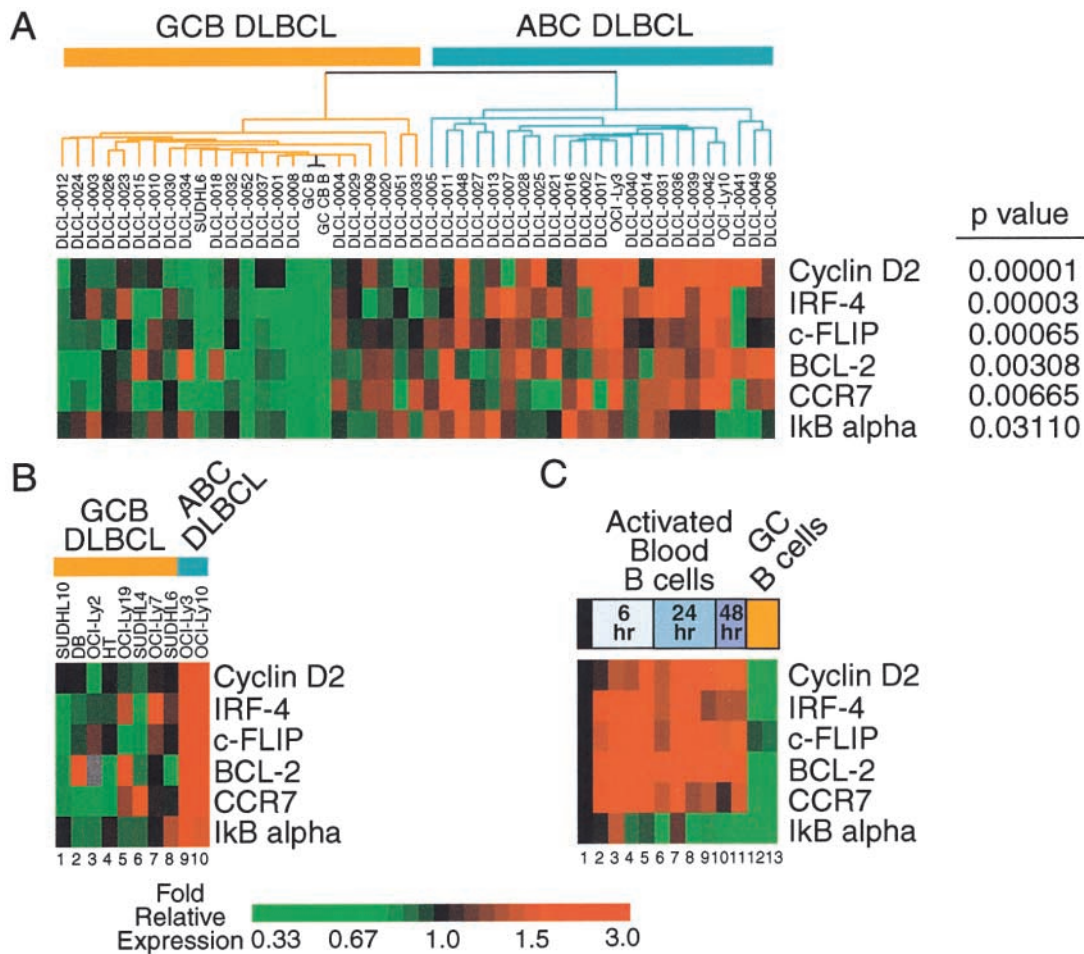 A
GCB DLBCL
ABC DLBCL
DLCL-0012
DLCL-0024
DLCL-0003
DLCL-0026
DLCL-0023
DLCL-0015
DLCL-0010
DLCL-0030
DLCL-0034
SUDHL6
DLCL-0018
DLCL-0032
DLCL-0052
DLCL-0037
DLCL-0001
DLCL-0008
GC B
GC CB B
DLCL-0004
DLCL-0029
DLCL-0009
DLCL-0020
DLCL-0051
DLCL-0033
DLCL-0005
DLCL-0011
DLCL-0048
DLCL-0027
DLCL-0013
DLCL-0007
DLCL-0028
DLCL-0025
DLCL-0021
DLCL-0016
DLCL-0002
DLCL-0017
OCI -Ly3
DLCL-0040
DLCL-0014
DLCL-0031
DLCL-0036
DLCL-0039
DLCL-0042
OCI -Ly10
DLCL-0041
DLCL-0049
DLCL-0006
p value
Cyclin D2 0.00001
IRF-4 0.00003
c-FLIP 0.00065
BCL-2 0.00308
CCR7 0.00665
IkB alpha 0.03110
B
GCB
DLBCL
ABC
DLBCL
SUDHL10
DB
OCI-Ly2
HT
OCI-Ly19
SUDHL4
OCI-Ly7
SUDHL6
OCI-Ly3
OCI-Ly10
Cyclin D2
IRF-4
c-FLIP
BCL-2
CCR7
IkB alpha
1 2 3 4 5 6 7 8 9 10
C
Activated
Blood
B cells
GC
B cells
6 hr
24 hr
48 hr
Cyclin D2
IRF-4
c-FLIP
BCL-2
CCR7
IkB alpha
1 2 3 4 5 6 7 8 9 10 11 12 13
Fold
Relative
Expression
0.33 0.67 1.0 1.5 3.0